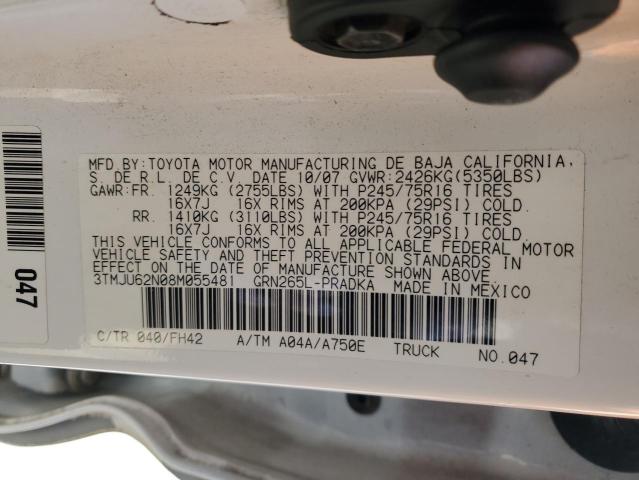 MFD.BY:TOYOTA MOTOR MANUFACTURING DE BAJA CALIFORNIA,
S. DE R.L. DE C.V. DATE 10/07 GVWR:2426KG(5350LBS)
GAWR:FR. 1249KG (2755LBS) WITH P245/75R16 TIRES
16X7J 16X RIMS AT 200KPA (29PSI) COLD
RR. 1410KG (3110LBS) WITH P245/75R16 TIRES
16X7J 16X RIMS AT 200KPA (29PSI) COLD.
THIS VEHICLE CONFORMS TO ALL APPLICABLE FEDERAL MOTOR
VEHICLE SAFETY AND THEFT PREVENTION STANDARDS IN
EFFECT ON THE DATE OF MANUFACTURE SHOWN ABOVE.
3TMJU62N08M055481 GRN265L-PRADKA MADE IN MEXICO
C/TR 040/FH42 A/TM A04A/A750E TRUCK NO.047
047